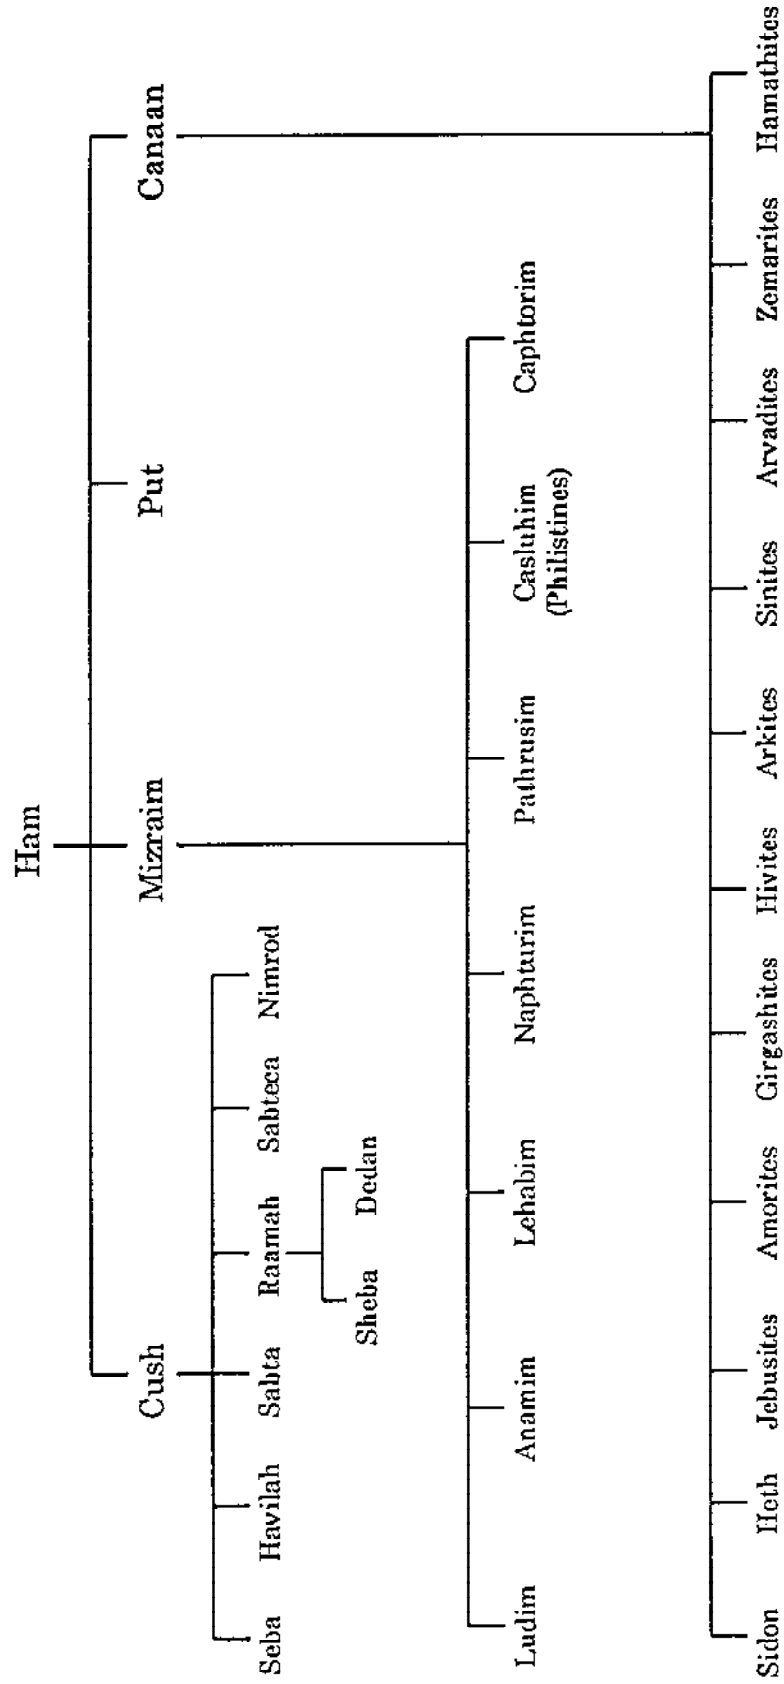 Ham
Cush Mizraim Put Canaan
Seba Havilah Sabta Raamah Sabteca Nimrod
Sheba Dedan
Ludim Anamim Lehabim Naphturim Pathrusim Casluhim Caphtorim
(Philistines)
Sidon Heth Jebusites Amorites Girgashites Hivites Arkites Sinites Arvadites Zemarites Hamathites